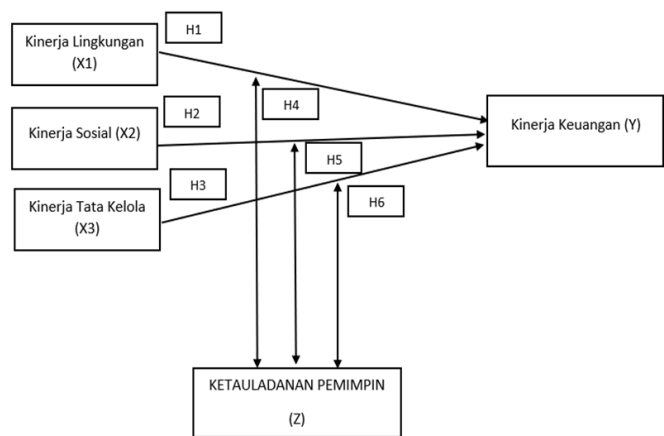 H1
Kinerja Lingkungan
(X1)
H4
H2
Kinerja Sosial (X2)
Kinerja Keuangan (Y)
H5
H3
H6
Kinerja Tata Kelola
(X3)
KETAULADANAN PEMIMPIN
(Z)